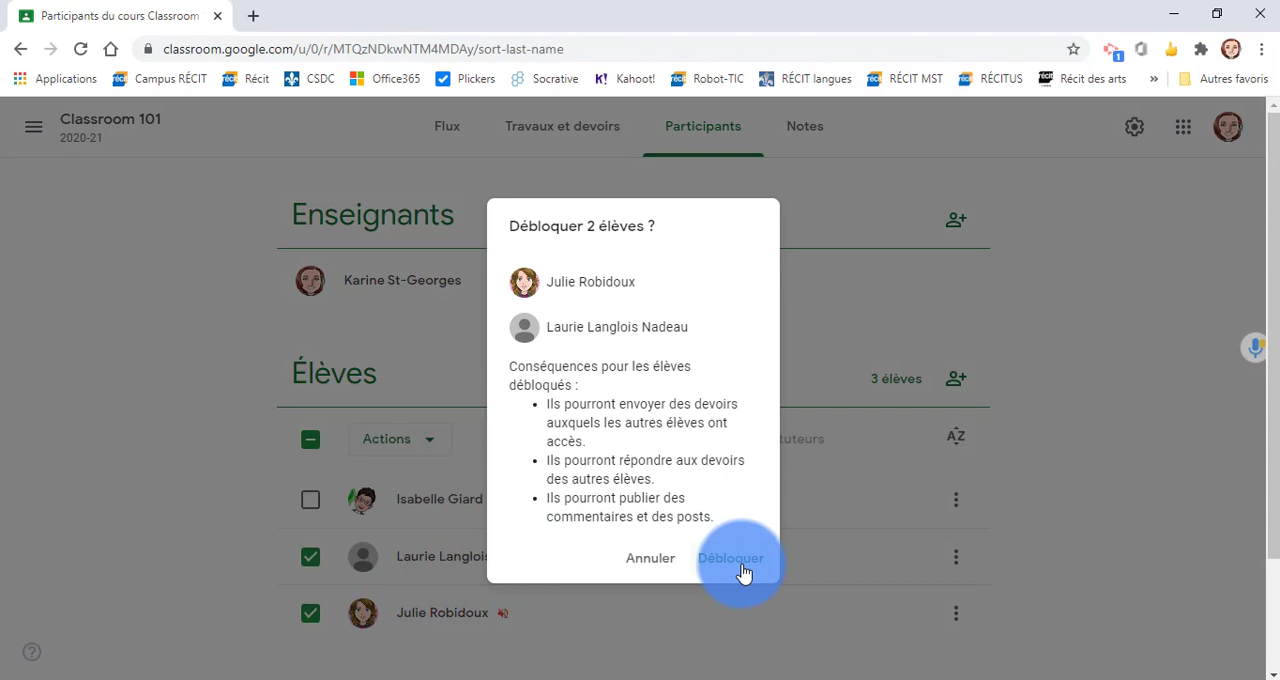 Participants du cours Classroom
classroom.google.com/u/0/r/MTQzNDkwNTM4MDAy/sort-last-name
1
Applications Campus RÉCIT Récit CSDC Office365 Plickers Socrative K! Kahoot! Robot-TIC RÉCIT langues RÉCIT MST RÉCITUS Récit des arts » Autres favoris
Classroom 101
2020-21
Flux Travaux et devoirs Participants Notes
Enseignants
Karine St-Georges
Élèves
3 élèves
Actions
tuteurs
AZ
Isabelle Giard
Laurie Langlois
Julie Robidoux
Débloquer 2 élèves ?
Julie Robidoux
Laurie Langlois Nadeau
Conséquences pour les élèves
débloqués :
• Ils pourront envoyer des devoirs
auxquels les autres élèves ont
accès.
• Ils pourront répondre aux devoirs
des autres élèves.
• Ils pourront publier des
commentaires et des posts.
Annuler Débloquer